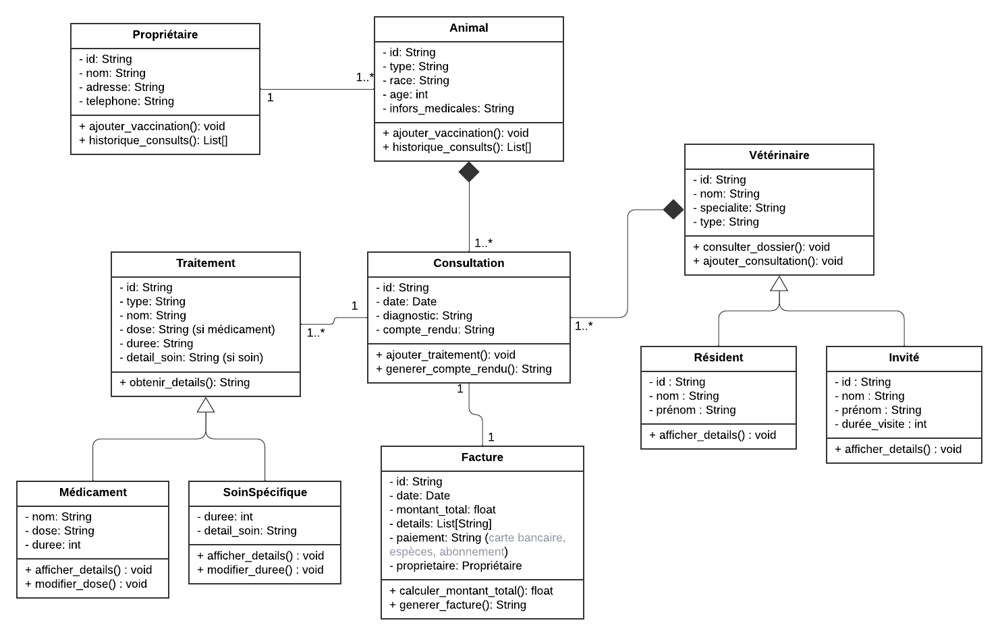 Propriétaire
- id: String
- nom: String
- adresse: String
- telephone: String
+ ajouter_vaccination(): void
+ historique_consults(): List[]
1
1..*
Animal
- id: String
- type: String
- race: String
- age: int
- infors_medicales: String
+ ajouter_vaccination(): void
+ historique_consults(): List[]
1..*
Vétérinaire
- id: String
- nom: String
- specialite: String
- type: String
+ consulter_dossier(): void
+ ajouter_consultation(): void
Traitement
- id: String
- type: String
- nom: String
- dose: String (si médicament)
- duree: String
- detail_soin: String (si soin)
+ obtenir_details(): String
1..*
1
Consultation
- id: String
- date: Date
- diagnostic: String
- compte_rendu: String
+ ajouter_traitement(): void
+ generer_compte_rendu(): String
1..*
1
1
Résident
- id : String
- nom : String
- prénom : String
+ afficher_details() : void
Invité
- id : String
- nom : String
- prénom : String
- durée_visite : int
+ afficher_details() : void
Médicament
- nom: String
- dose: String
- duree: int
+ afficher_details() : void
+ modifier_dose() : void
SoinSpécifique
- duree: int
- detail_soin: String
+ afficher_details() : void
+ modifier_duree() : void
Facture
- id: String
- date: Date
- montant_total: float
- details: List[String]
- paiement: String (carte bancaire,
espèces, abonnement)
- proprietaire: Propriétaire
+ calculer_montant_total(): float
+ generer_facture(): String